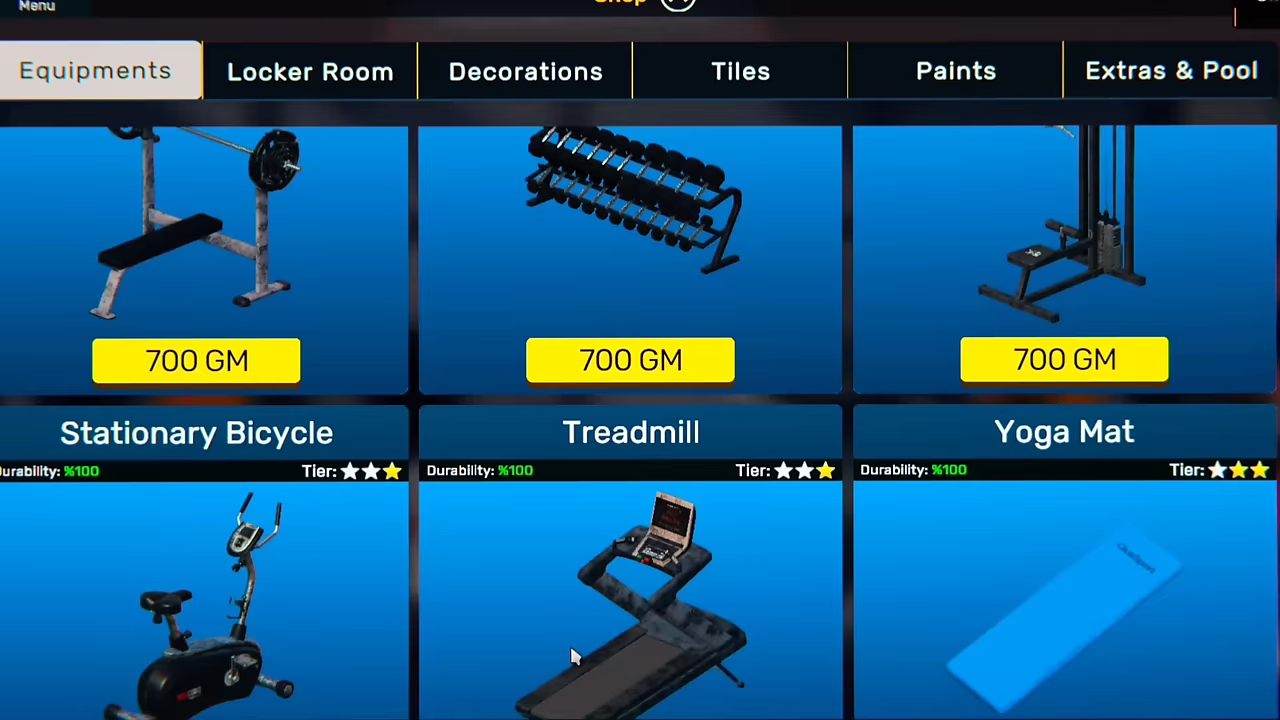 Menu
Shop
Equipments
Locker Room
Decorations
Tiles
Paints
Extras & Pool
700 GM
700 GM
700 GM
Stationary Bicycle
Treadmill
Yoga Mat
Durability: %100
Tier:
Durability: %100
Tier:
Durability: %100
Tier: